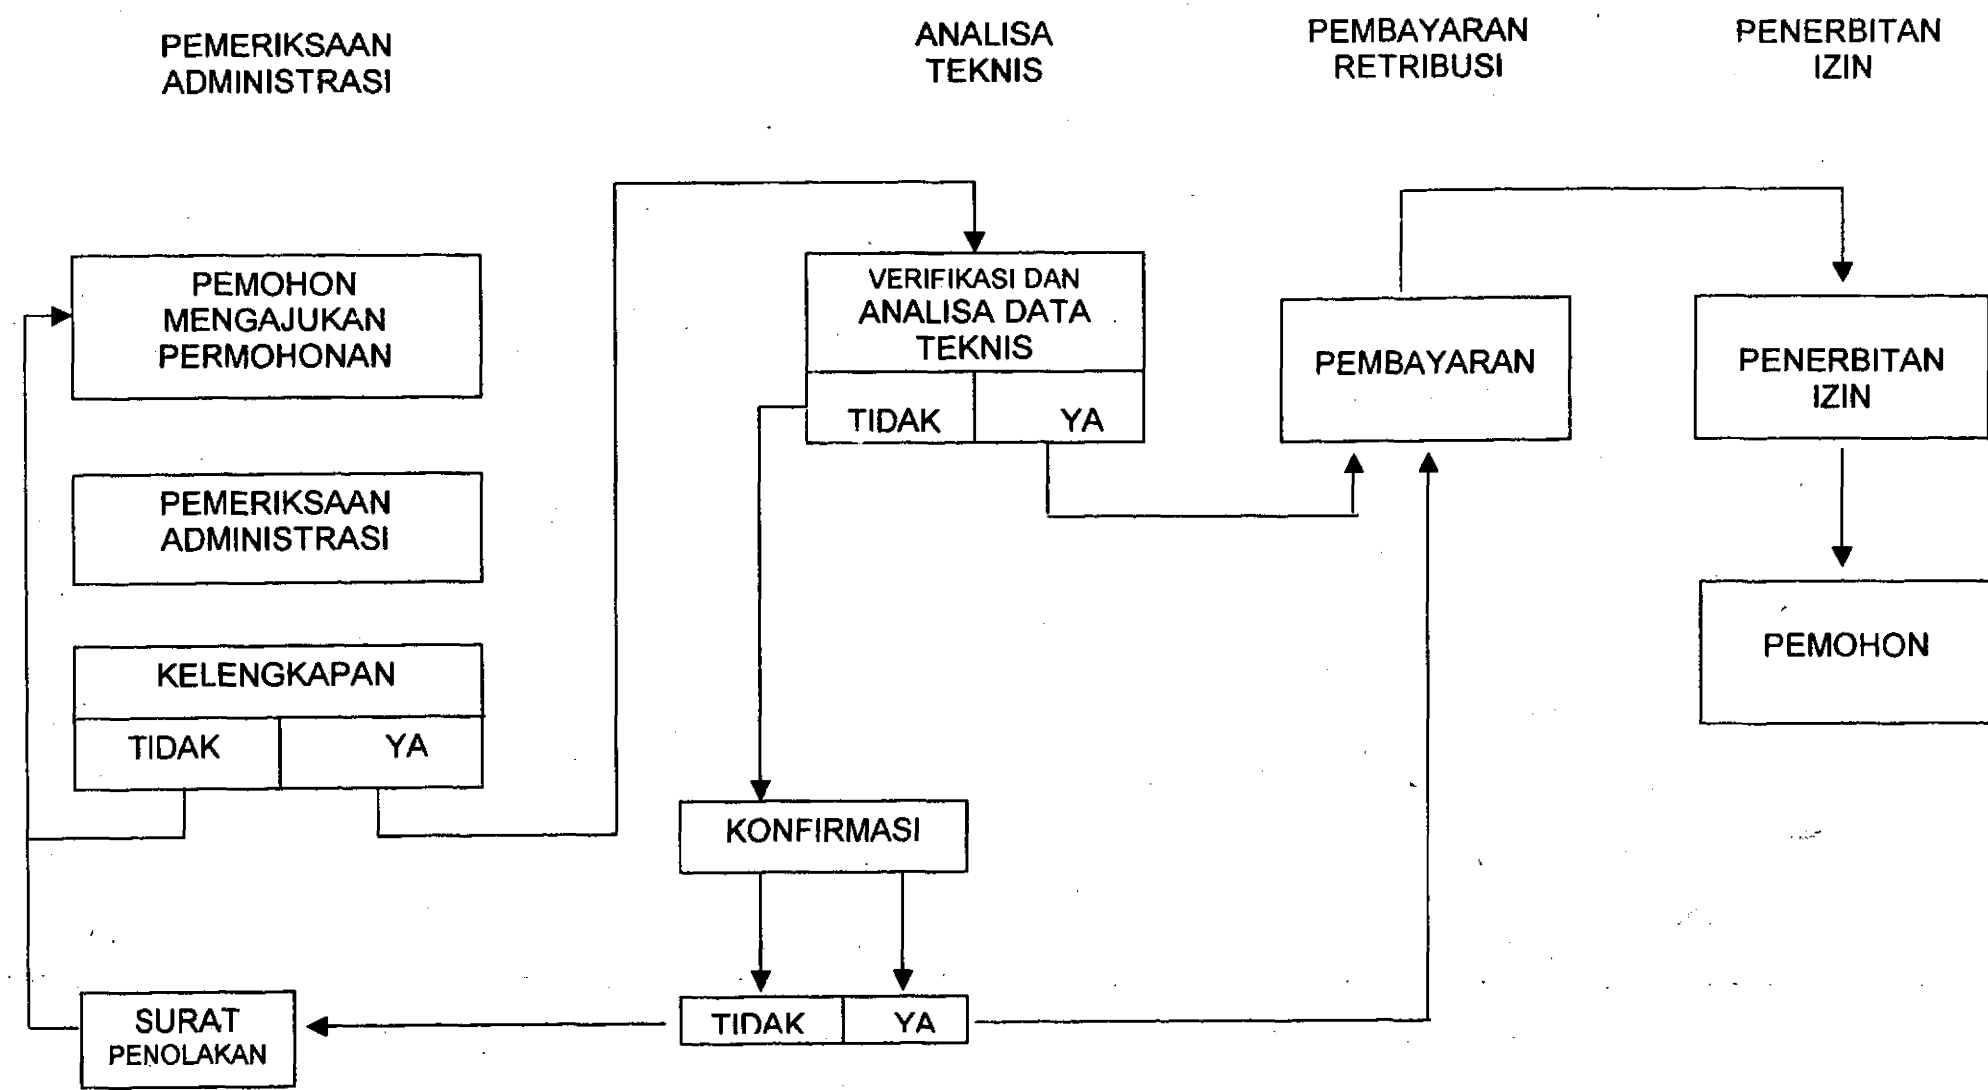 PEMERIKSAAN
ADMINISTRASI
ANALISA
TEKNIS
PEMBAYARAN
RETRIBUSI
PENERBITAN
IZIN
PEMOHON
MENGAJUKAN
PERMOHONAN
PEMERIKSAAN
ADMINISTRASI
KELENGKAPAN
TIDAK YA
SURAT
PENOLAKAN
VERIFIKASI DAN
ANALISA DATA
TEKNIS
TIDAK YA
KONFIRMASI
TIDAK YA
PEMBAYARAN
PENERBITAN
IZIN
PEMOHON